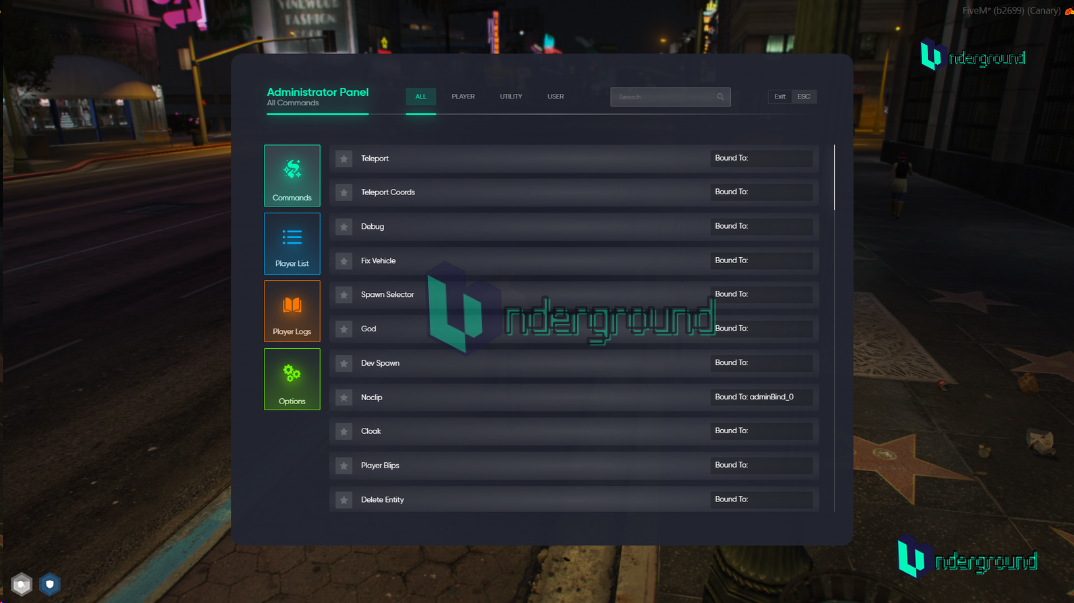 VINEWOOD
FASHION
FiveM* (b2699) (Canary)
nderground
Administrator Panel
All Commands
ALL
PLAYER
UTILITY
USER
Search
Exit
ESC
Commands
Player List
Player Logs
Options
Teleport
Bound To:
Teleport Coords
Bound To:
Debug
Bound To:
Fix Vehicle
Bound To:
Spawn Selector
Bound To:
God
Bound To:
Dev Spawn
Bound To:
Noclip
Bound To: adminBind_0
Cloak
Bound To:
Player Blips
Bound To:
Delete Entity
Bound To:
nderground
nderground